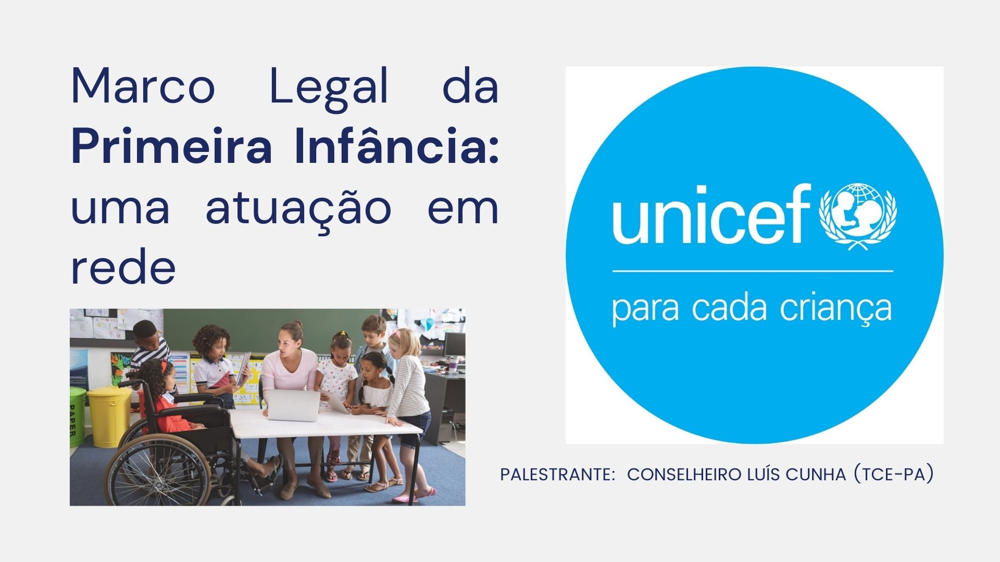 Marco Legal da
Primeira Infância:
uma atuação em
rede
unicef
para cada criança
PAPER
PALESTRANTE: CONSELHEIRO LUÍS CUNHA (TCE-PA)